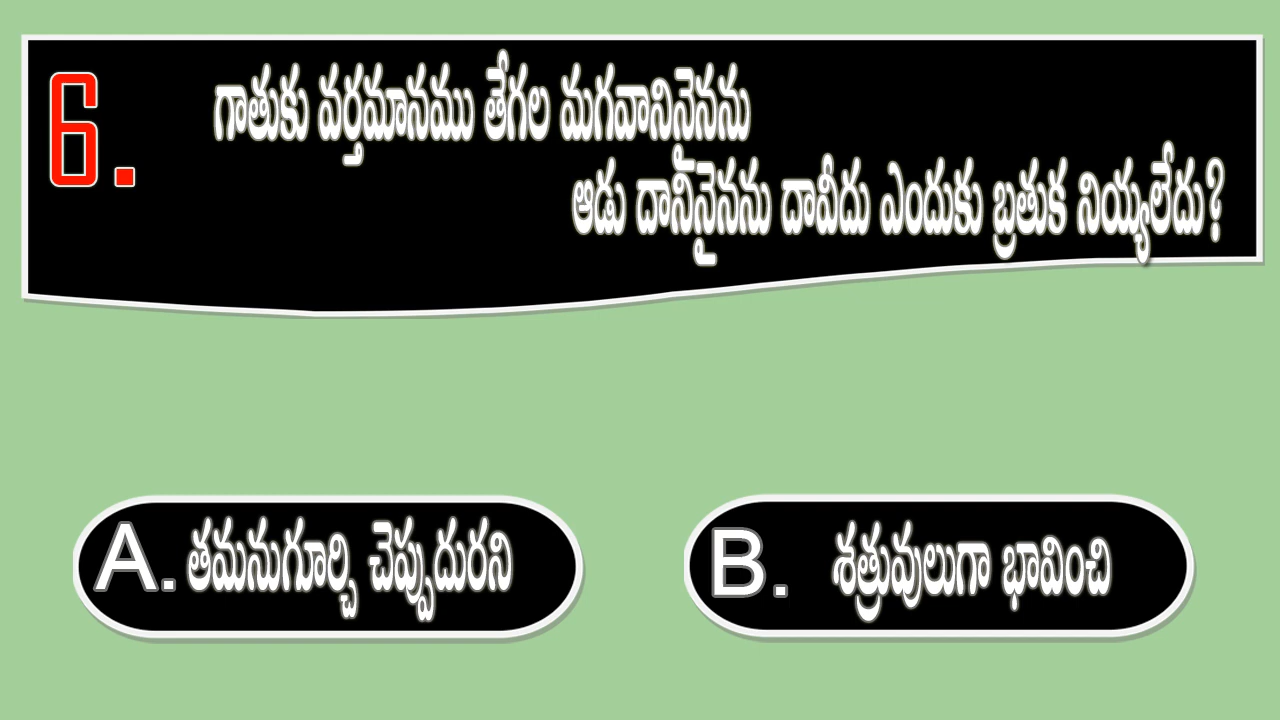 6. గాతుకు వర్తమానము తేగల మగవానినైనను
ఆడు దానినైనను దావీదు ఎందుకు బ్రతుక నియ్యలేదు?
A. తమనుగూర్చి చెప్పుదురని
B. శత్రువులుగా భావించి